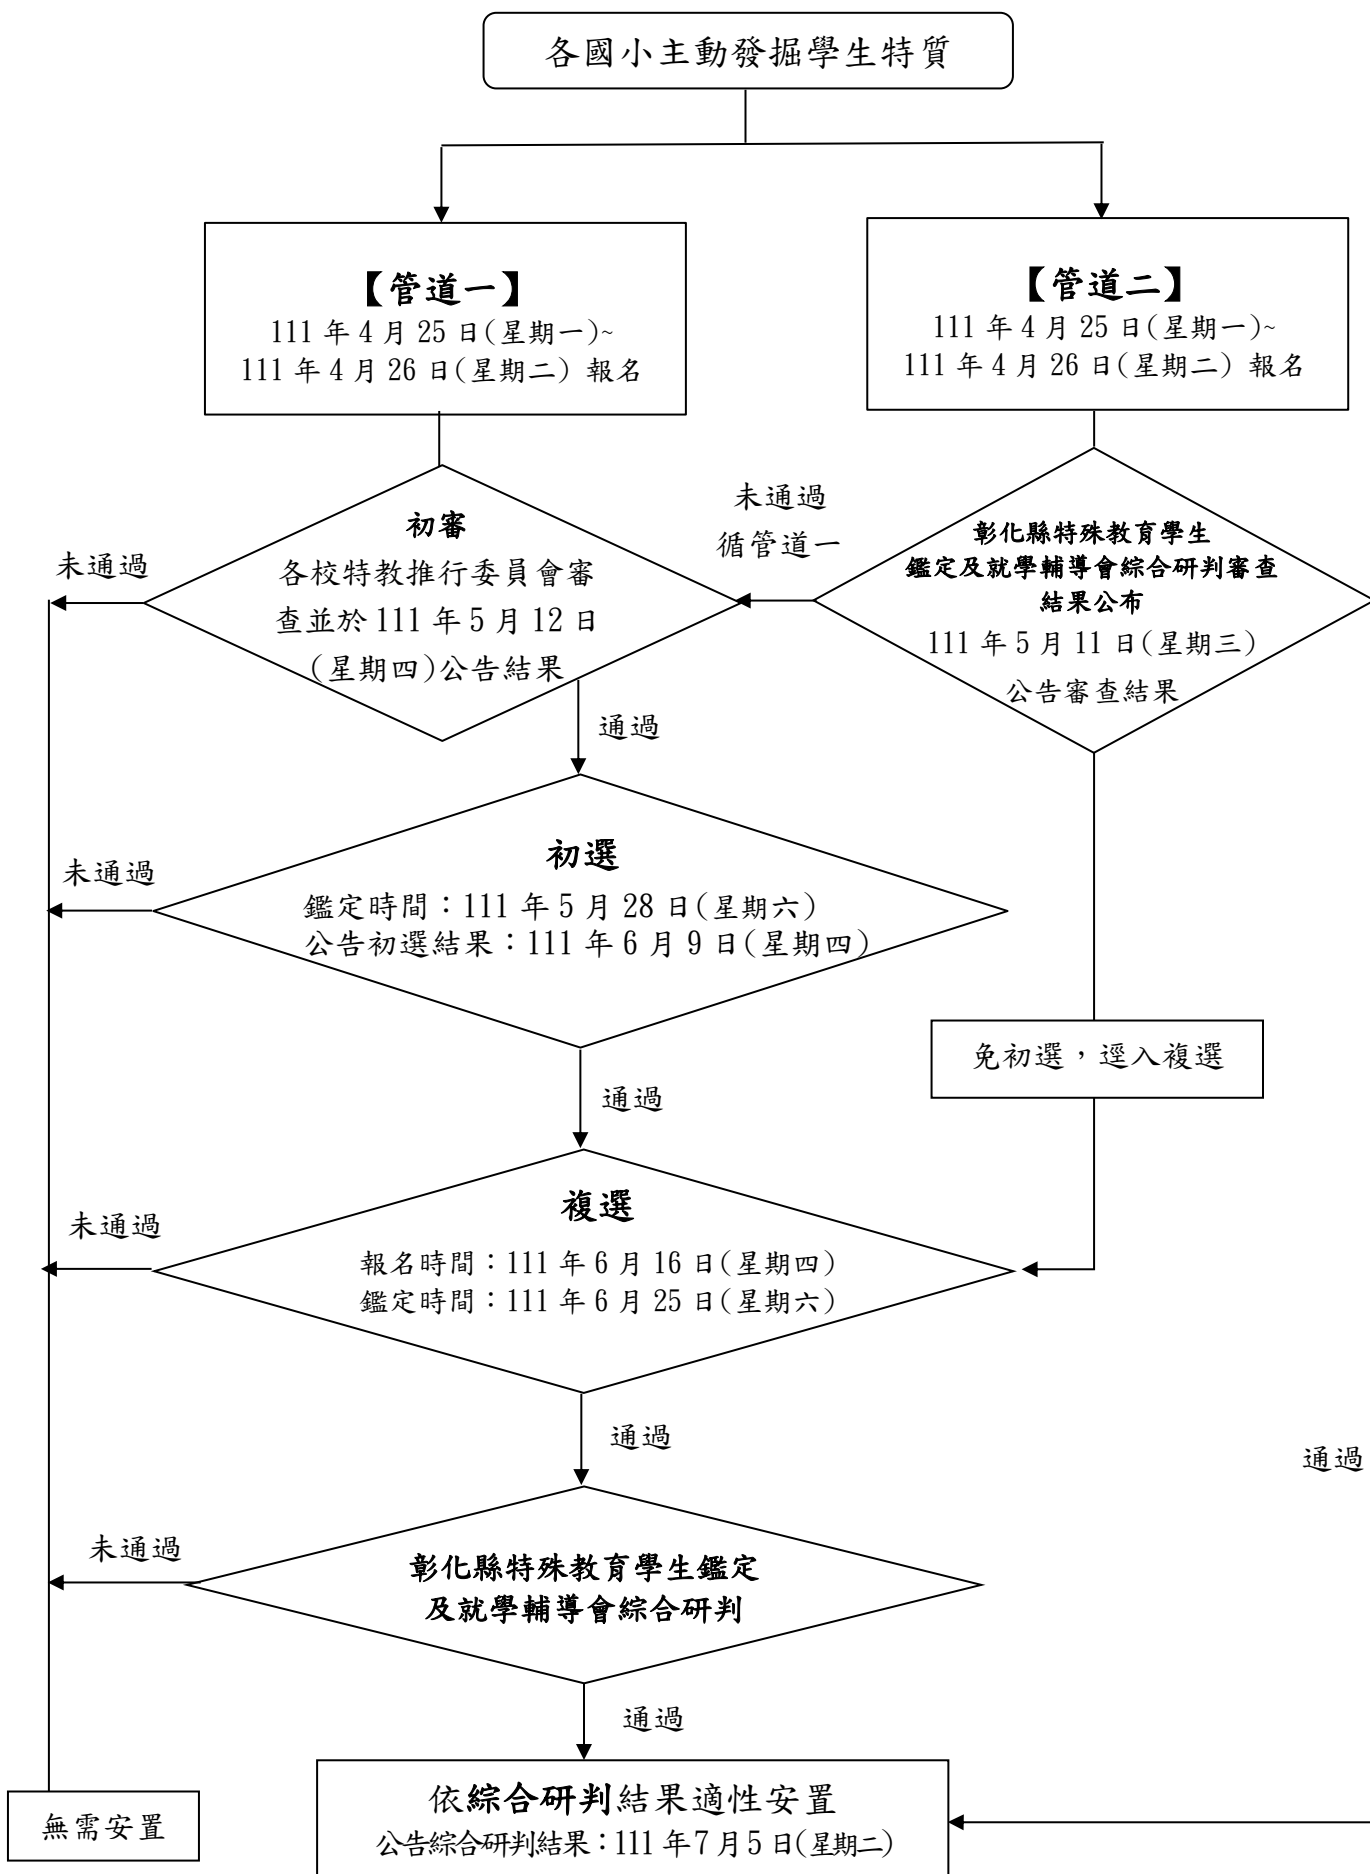 各國小主動發掘學生特質
【管道一】
111 年 4 月 25 日(星期一)~
111 年 4 月 26 日(星期二) 報名
【管道二】
111 年 4 月 25 日(星期一)~
111 年 4 月 26 日(星期二) 報名
未通過
初審
各校特教推行委員會審
查並於 111 年 5 月 12 日
(星期四)公告結果
未通過
循管道一
彰化縣特殊教育學生
鑑定及就學輔導會綜合研判審查
結果公布
111 年 5 月 11 日(星期三)
公告審查結果
通過
未通過
初選
鑑定時間：111 年 5 月 28 日(星期六)
公告初選結果：111 年 6 月 9 日(星期四)
免初選，逕入複選
通過
未通過
複選
報名時間：111 年 6 月 16 日(星期四)
鑑定時間：111 年 6 月 25 日(星期六)
通過
通過
未通過
彰化縣特殊教育學生鑑定
及就學輔導會綜合研判
通過
無需安置
依綜合研判結果適性安置
公告綜合研判結果：111 年 7 月 5 日(星期二)